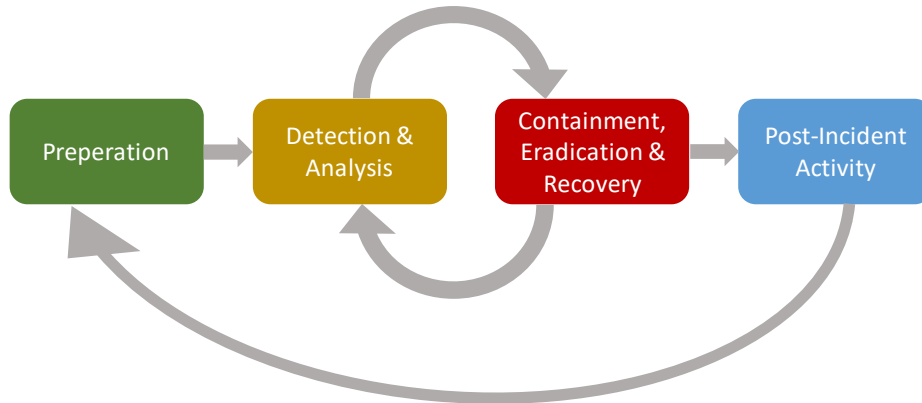 Preperation
Detection &
Analysis
Containment,
Eradication &
Recovery
Post-Incident
Activity